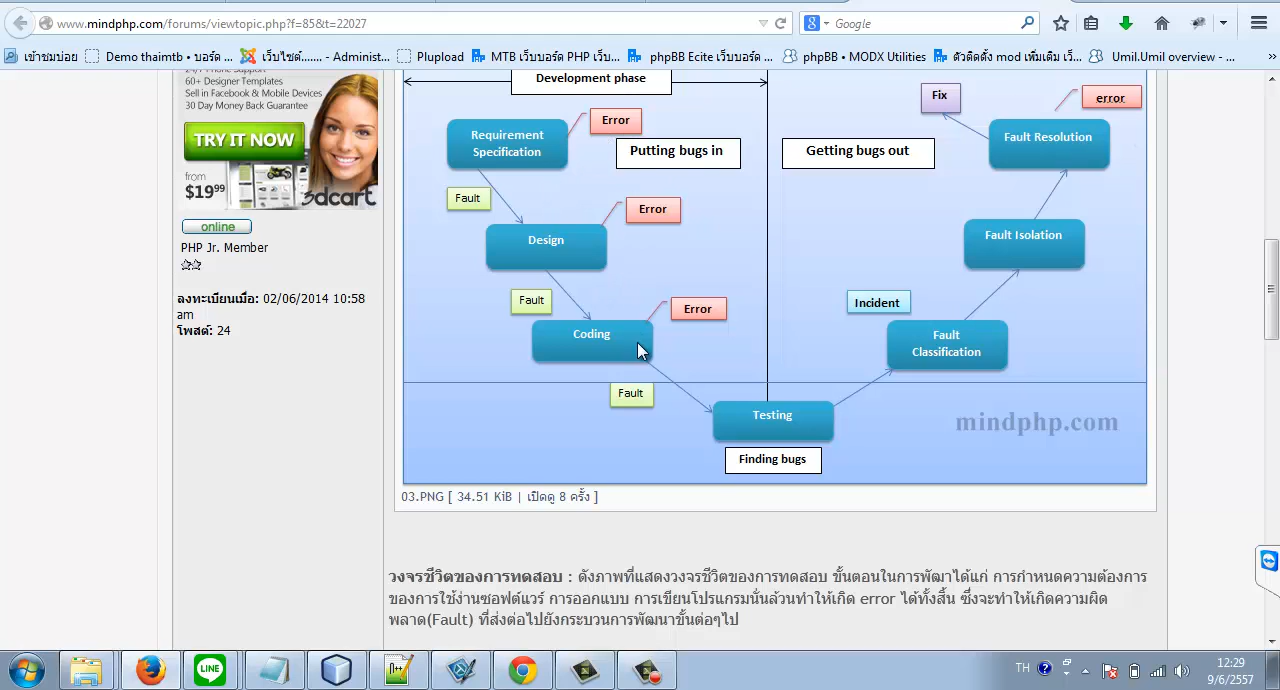 www.mindphp.com/forums/viewtopic.php?f=85&t=22027
Google
เข้าชมบ่อย
Demo thaimtb • บอร์ด ...
เว็บไซต์....... - Administ...
Plupload
MTB เว็บบอร์ด PHP เว็บ...
phpBB Ecite เว็บบอร์ด ...
phpBB • MODX Utilities
ตัวติดตั้ง mod เพิ่มเติม เว็...
Umil.Umil overview - ...
24/7 Phone Support
60+ Designer Templates
Sell in Facebook & Mobile Devices
30 Day Money Back Guarantee
TRY IT NOW
from
$19.99
3dcart
online
PHP Jr. Member
ลงทะเบียนเมื่อ: 02/06/2014 10:58
am
โพสต์: 24
Development phase
Requirement
Specification
Error
Putting bugs in
Fault
Design
Error
Fault
Coding
Error
Fault
Testing
Finding bugs
Getting bugs out
Fix
error
Fault Resolution
Fault Isolation
Incident
Fault
Classification
mindphp.com
03.PNG [ 34.51 KiB | เปิดดู 8 ครั้ง ]
วงจรชีวิตของการทดสอบ : ดังภาพที่แสดงวงจรชีวิตของการทดสอบ ขั้นตอนในการพัฒาได้แก่ การกำหนดความต้องการ
ของการใช้งานซอฟต์แวร์ การออกแบบ การเขียนโปรแกรมนั่นล้วนทำให้เกิด error ได้ทั้งสิ้น ซึ่งจะทำให้เกิดความผิด
พลาด(Fault) ที่ส่งต่อไปยังกระบวนการพัฒนาขั้นต่อๆไป
LINE
TH
12:29
9/6/2557